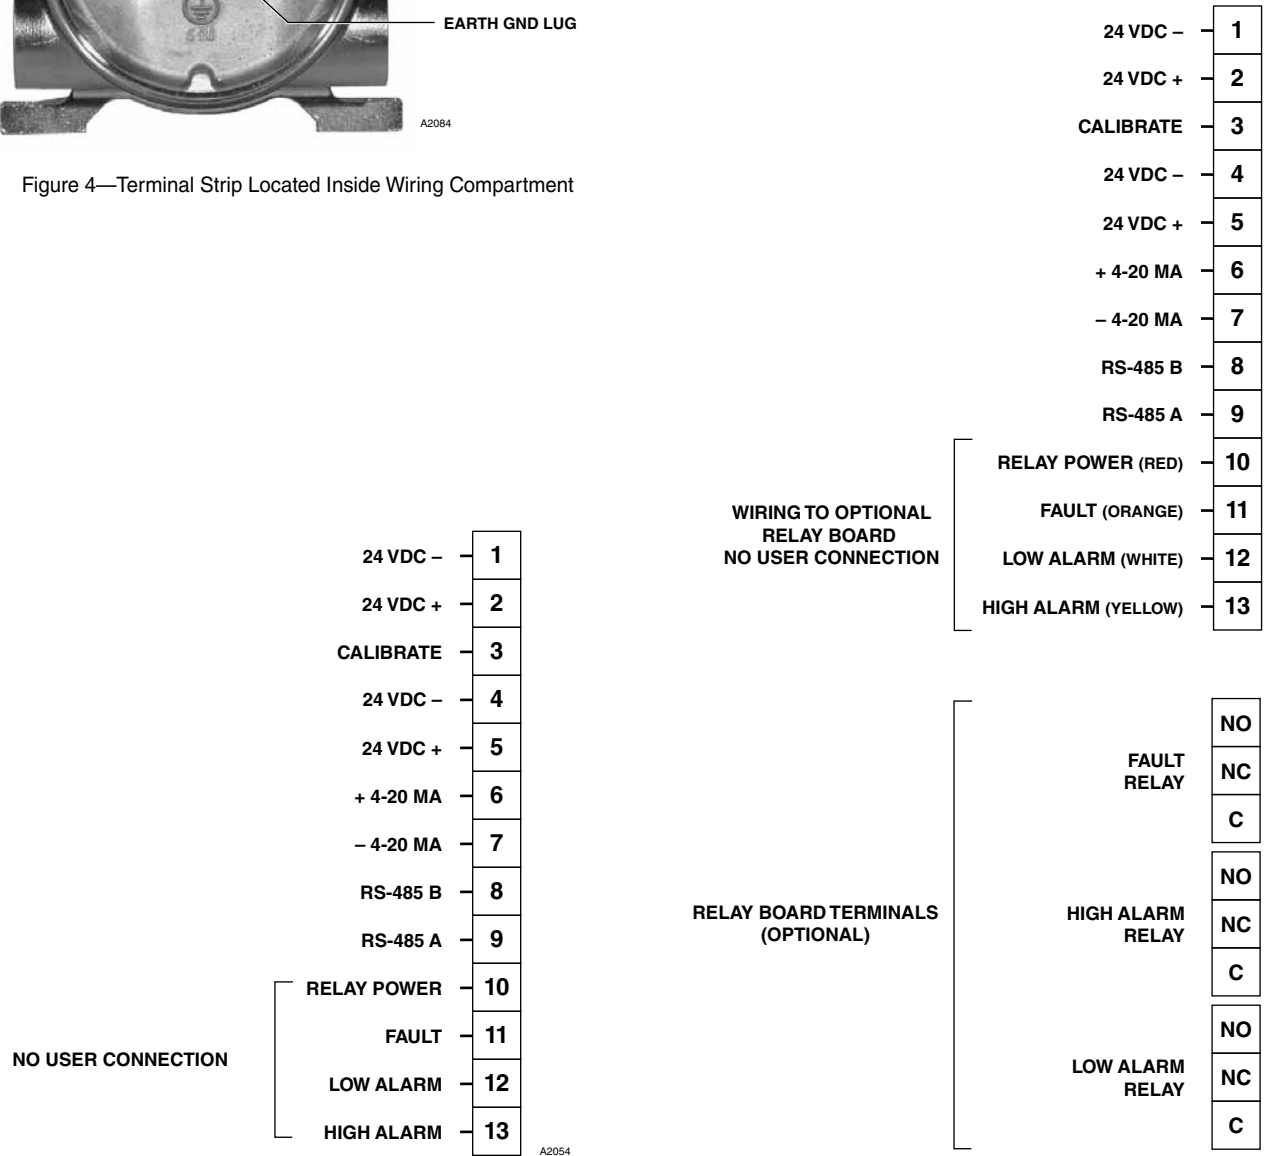 EARTH GND LUG
A2084
Figure 4—Terminal Strip Located Inside Wiring Compartment
24 VDC – 1
24 VDC + 2
CALIBRATE 3
24 VDC – 4
24 VDC + 5
+ 4-20 MA 6
– 4-20 MA 7
RS-485 B 8
RS-485 A 9
NO USER CONNECTION
RELAY POWER 10
FAULT 11
LOW ALARM 12
HIGH ALARM 13
A2054
24 VDC – 1
24 VDC + 2
CALIBRATE 3
24 VDC – 4
24 VDC + 5
+ 4-20 MA 6
– 4-20 MA 7
RS-485 B 8
RS-485 A 9
WIRING TO OPTIONAL
RELAY BOARD
NO USER CONNECTION
RELAY POWER (RED) 10
FAULT (ORANGE) 11
LOW ALARM (WHITE) 12
HIGH ALARM (YELLOW) 13
RELAY BOARD TERMINALS
(OPTIONAL)
FAULT
RELAY
NO
NC
C
HIGH ALARM
RELAY
NO
NC
C
LOW ALARM
RELAY
NO
NC
C